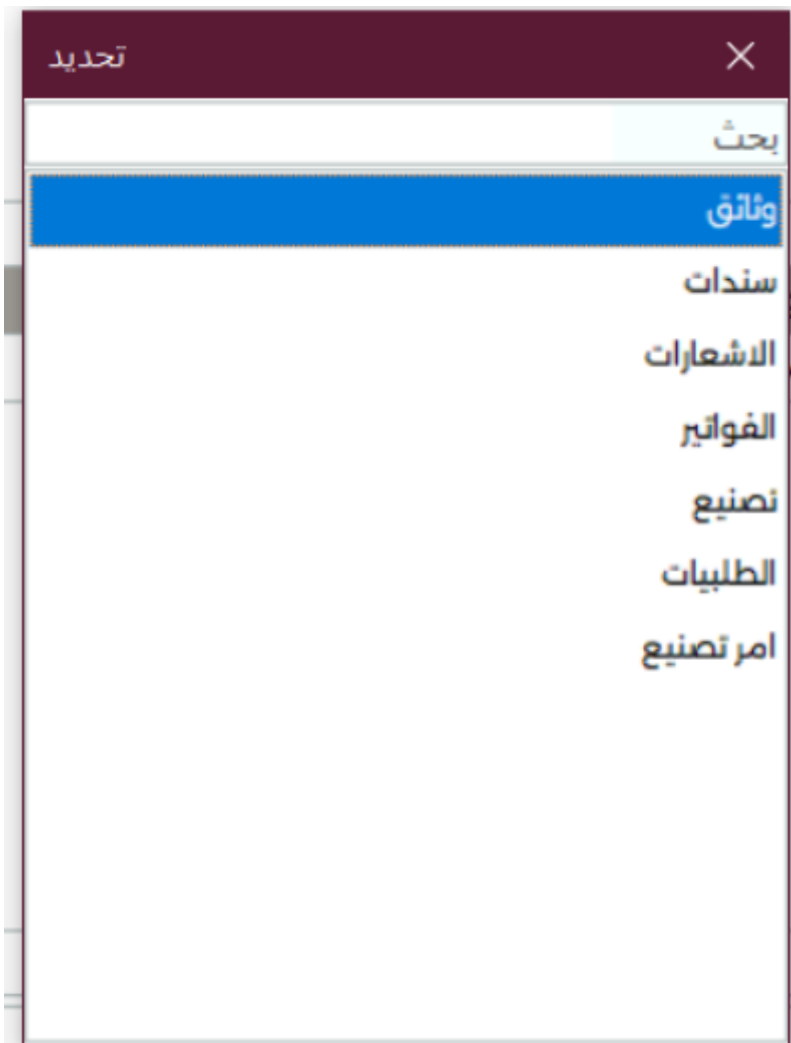 تحديد
بحث
وثائق
سندات
الاشعارات
الفواتير
تصنيع
الطلبيات
امر تصنيع